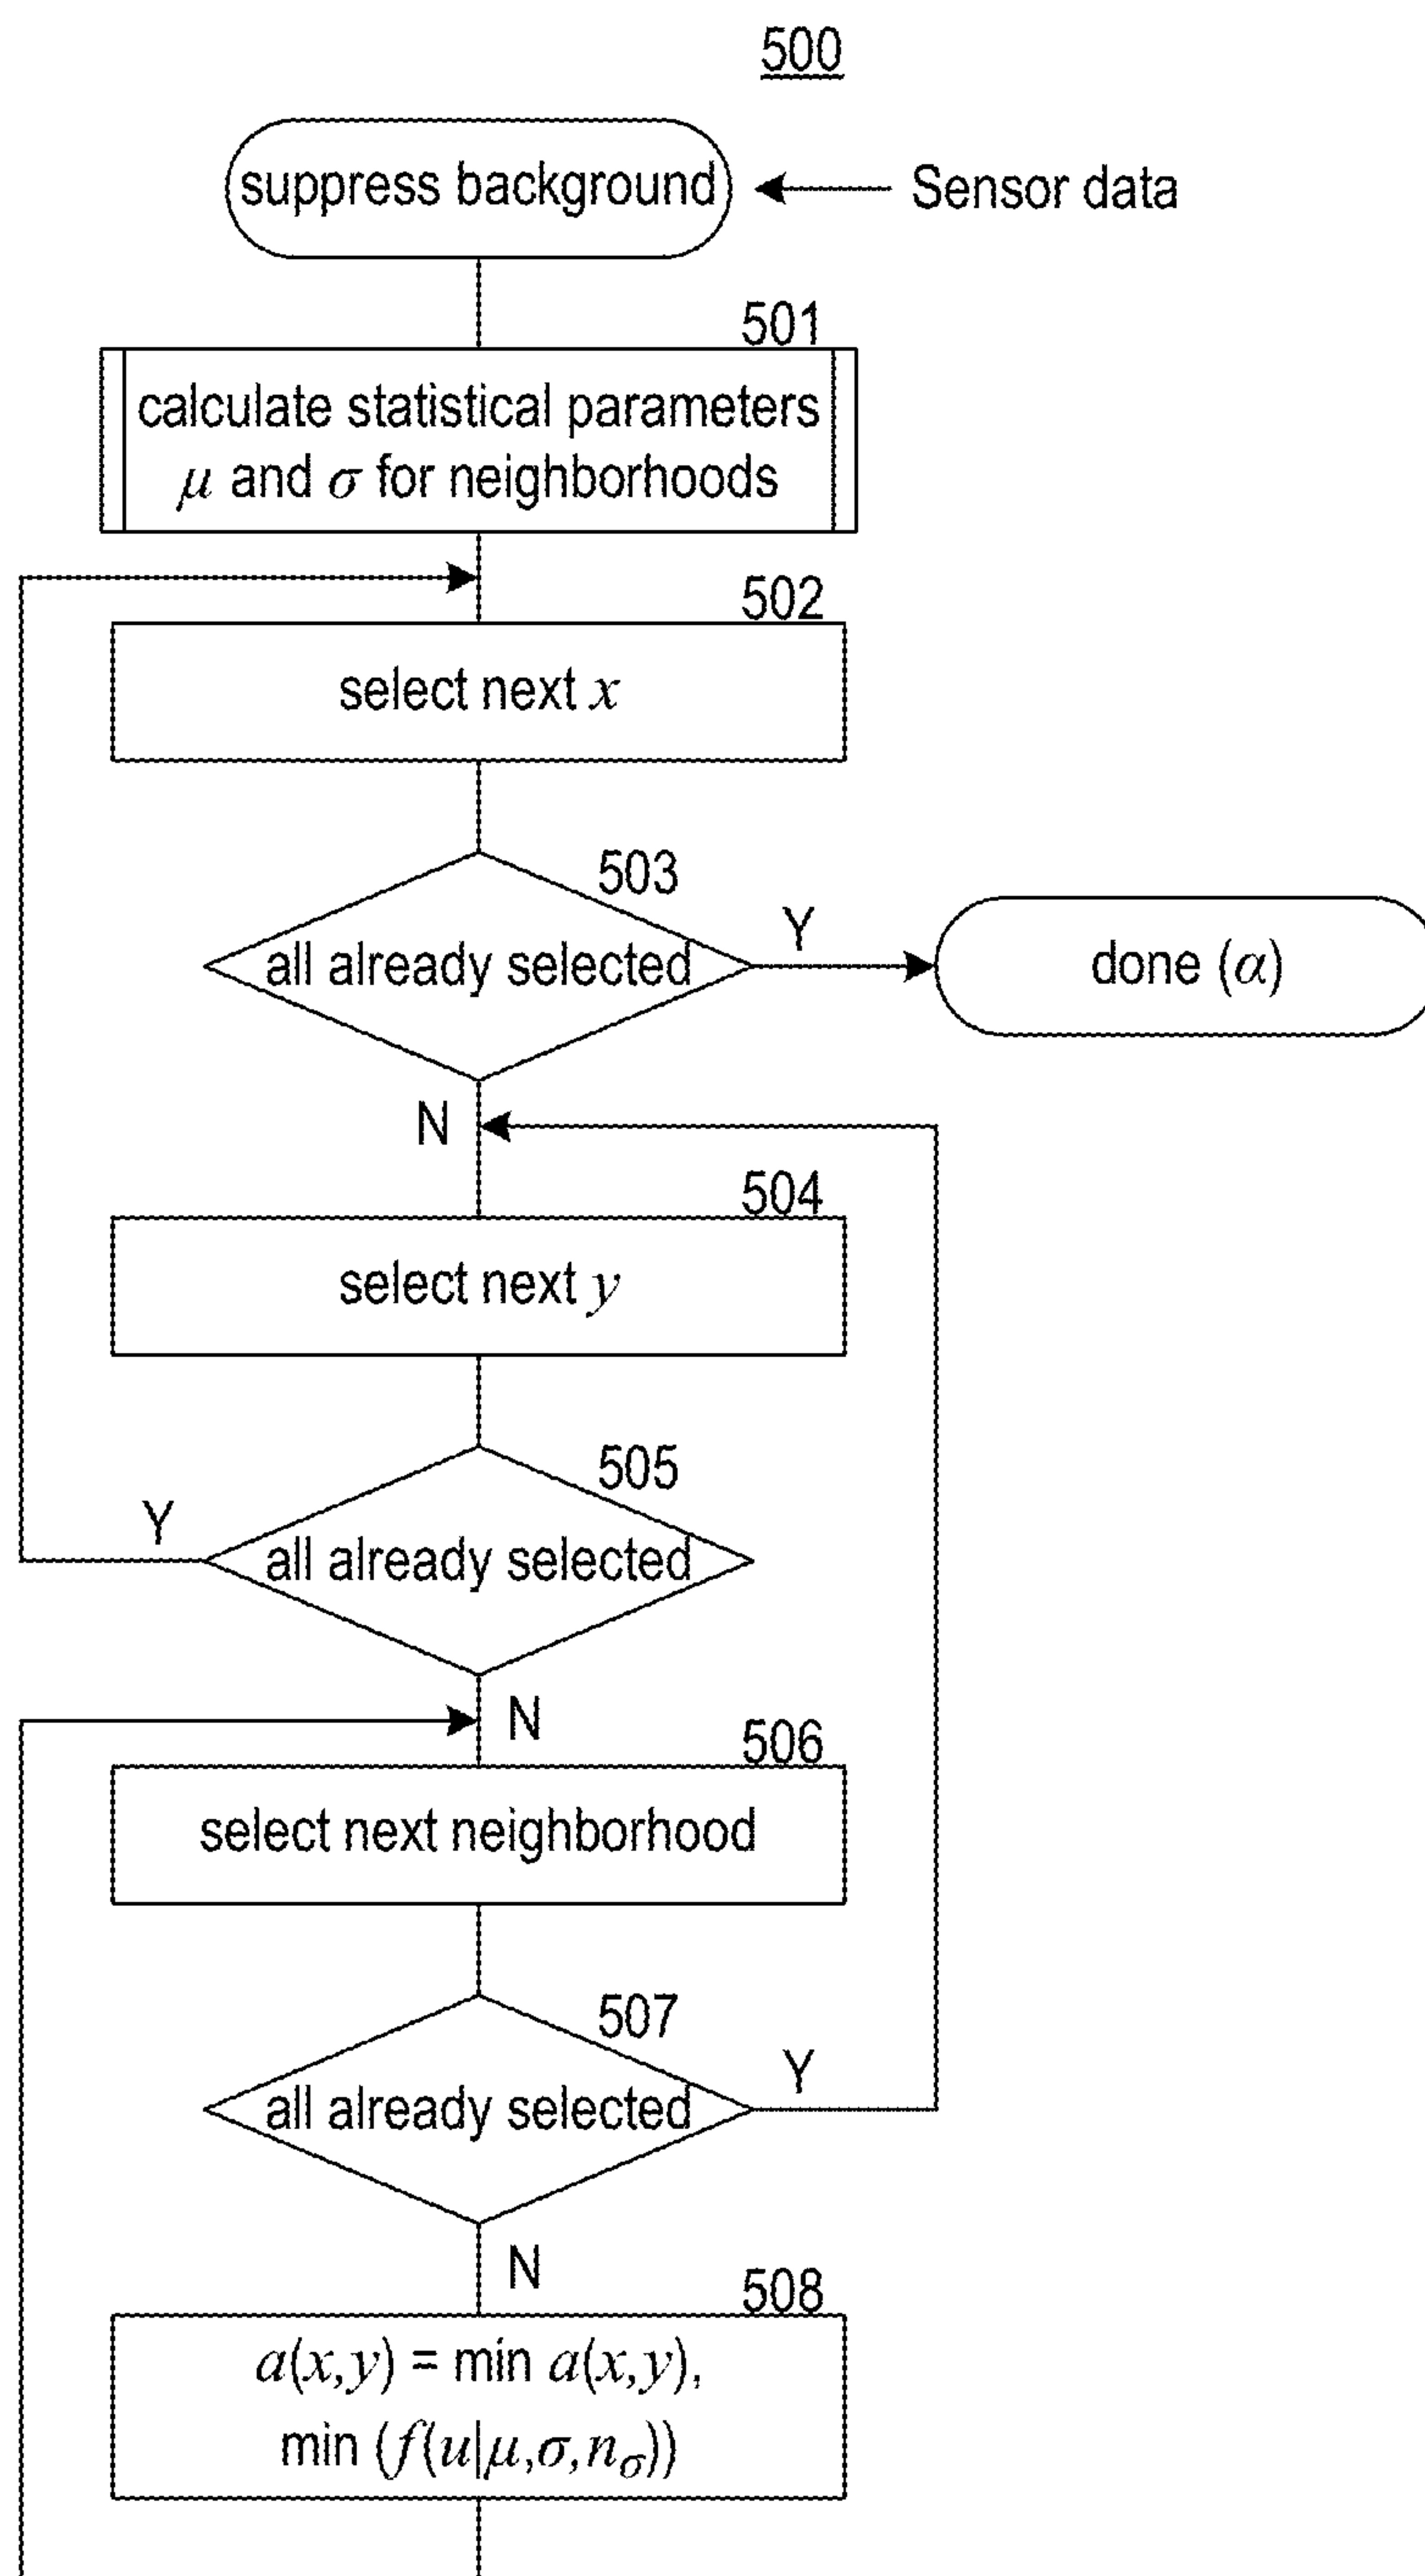 500
suppress background
Sensor data
501
calculate statistical parameters
μ and σ for neighborhoods
502
select next x
503
all already selected
Y
done (α)
N
504
select next y
505
Y
all already selected
N
506
select next neighborhood
507
all already selected
Y
N
508
a(x,y) = min a(x,y),
min (f(u|μ,σ,nσ))